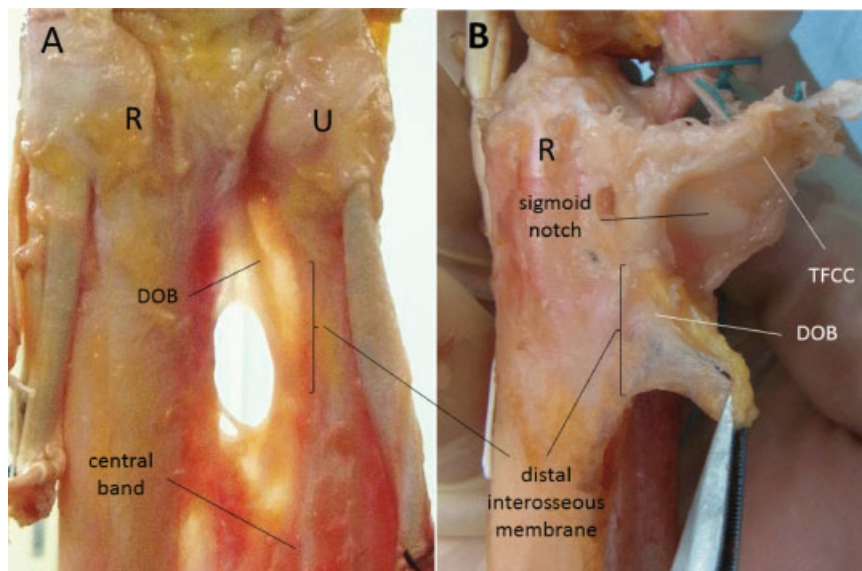 A
R
U
DOB
central
band
B
R
sigmoid
notch
TFCC
DOB
distal
interosseous
membrane